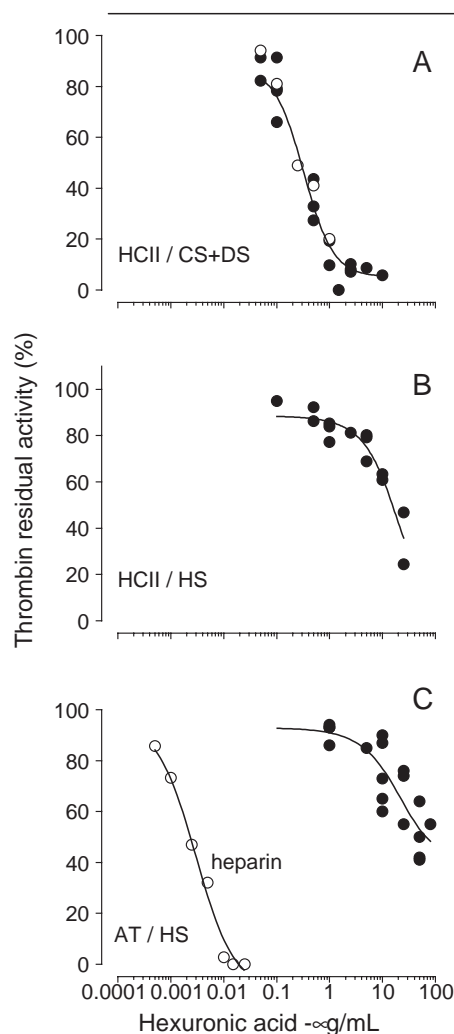 100
80
60
40
20
0
A
HCII / CS+DS
Thrombin residual activity (%)
100
80
60
40
20
0
B
HCII / HS
100
80
60
40
20
0
C
heparin
AT / HS
0.0001 0.001 0.01 0.1 1 10 100
Hexuronic acid -∝g/mL